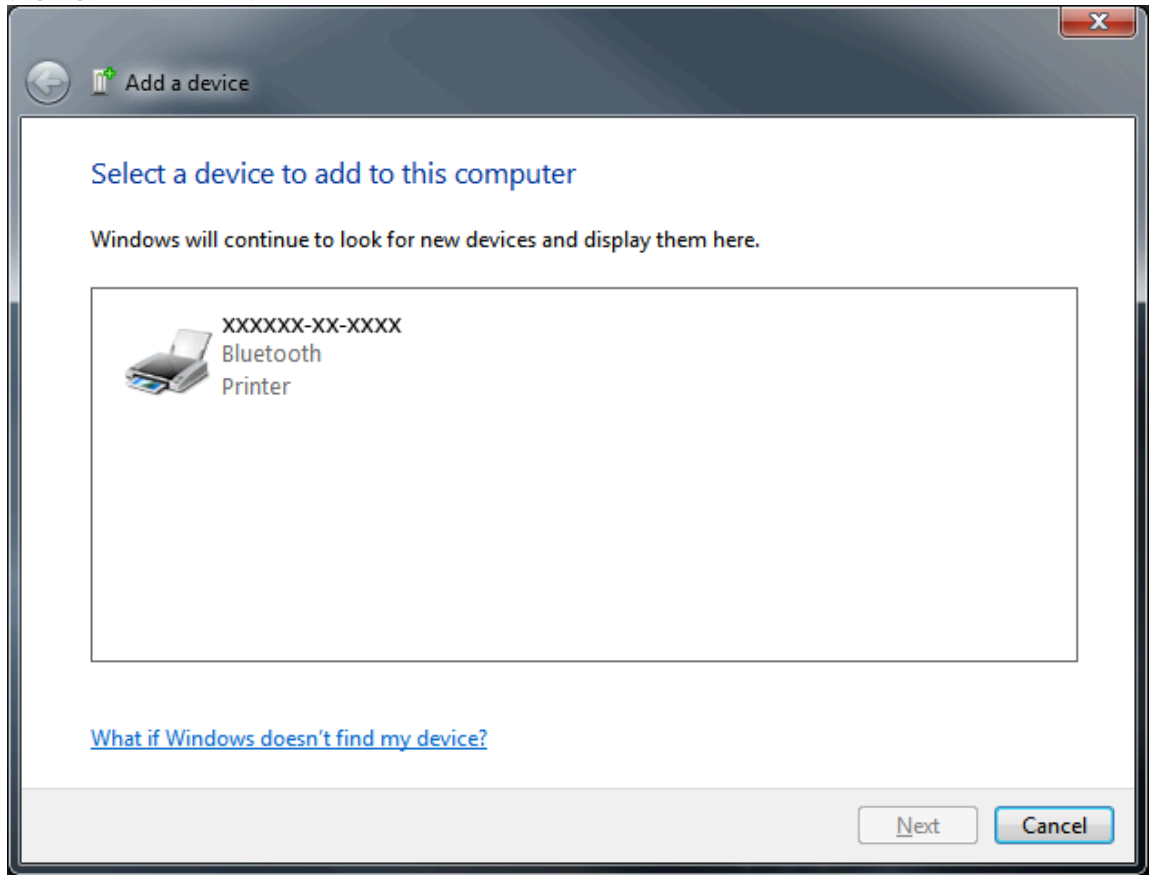 Add a device
Select a device to add to this computer
Windows will continue to look for new devices and display them here.
XXXXXX-XX-XXXX
Bluetooth
Printer
What if Windows doesn't find my device?
Next Cancel